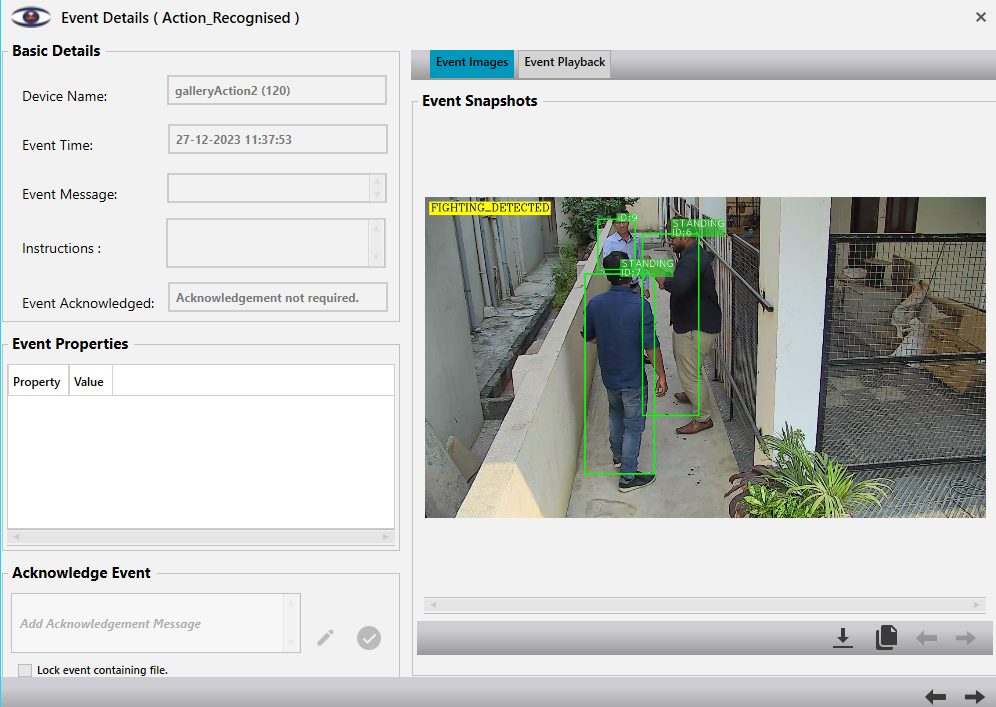 Event Details ( Action_Recognised )
Basic Details
Device Name:
galleryAction2 (120)
Event Time:
27-12-2023 11:37:53
Event Message:
Instructions :
Event Acknowledged:
Acknowledgement not required.
Event Properties
Property Value
Acknowledge Event
Add Acknowledgement Message
Lock event containing file.
Event Images
Event Playback
Event Snapshots
FIGHTING_DETECTED
ID:9
STANDING
ID:6
STANDING
ID:7